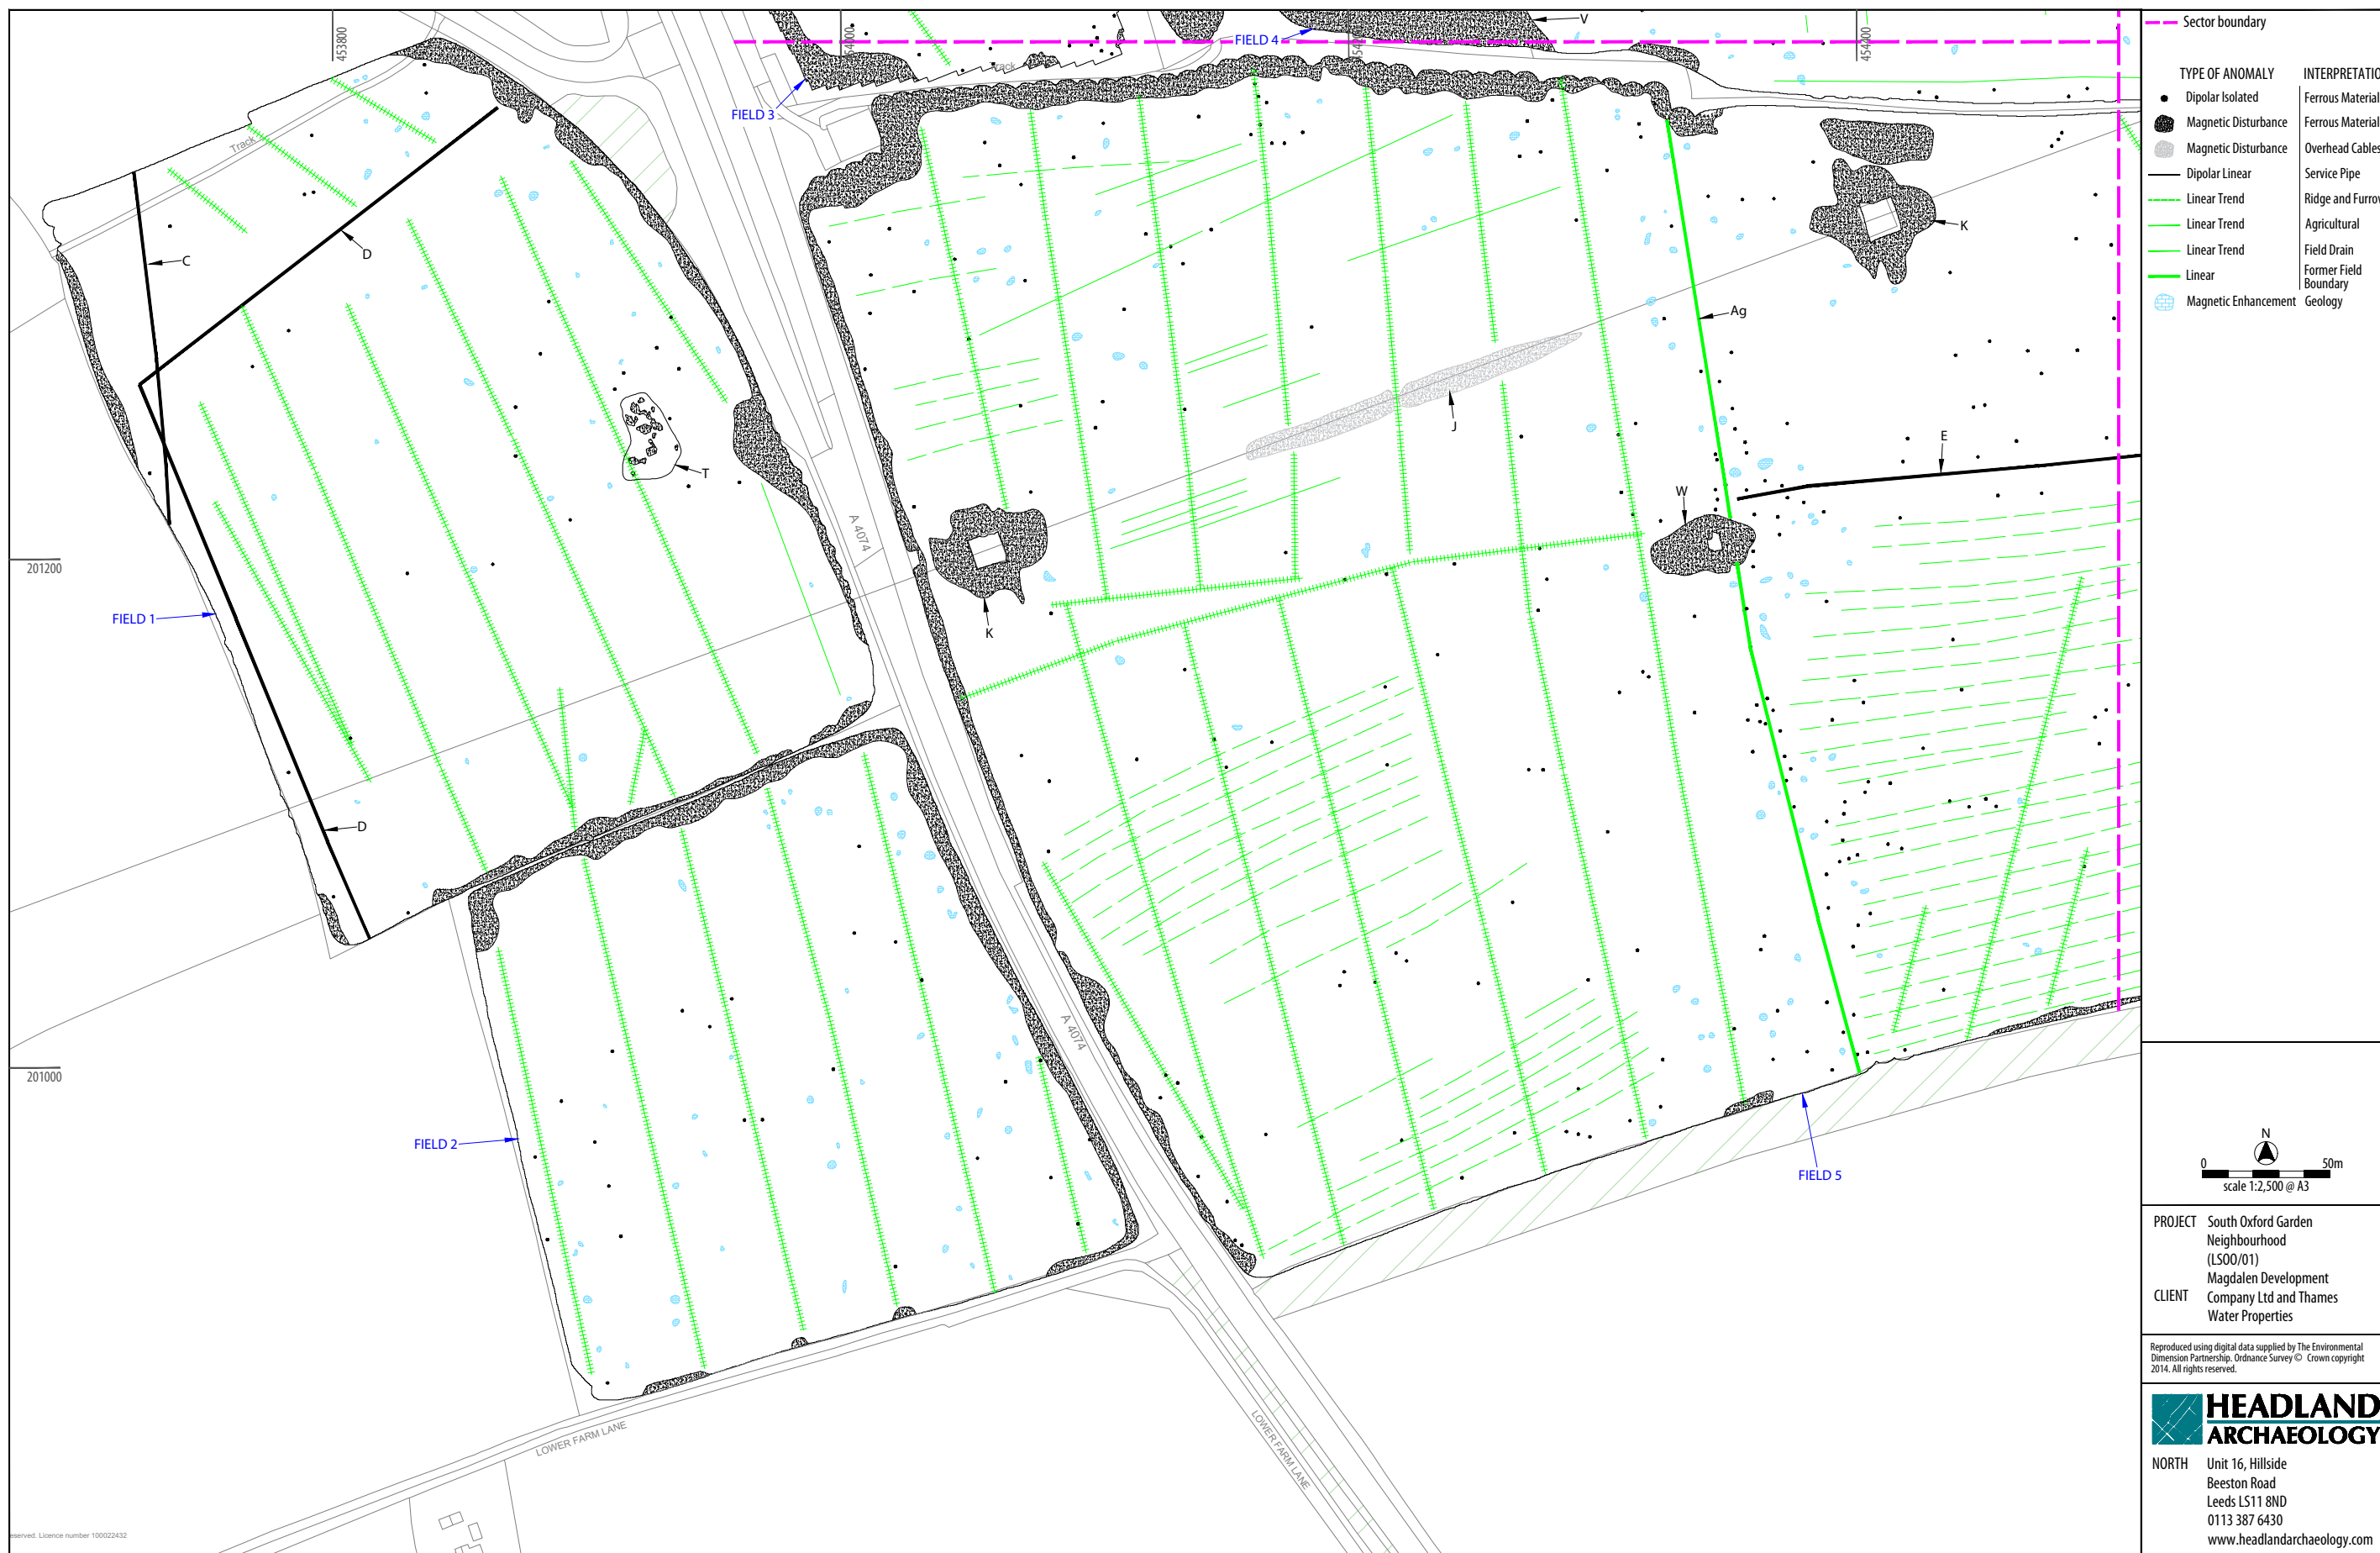 453800
454000
454200
Track
Track
FIELD 3
FIELD 4
V
C
D
K
Ag
J
E
T
W
A 4074
K
201200
FIELD 1
D
A 4074
201000
FIELD 2
FIELD 5
LOWER FARM LANE
LOWER FARM LANE
eserved. Licence number 100022432
Sector boundary
TYPE OF ANOMALY INTERPRETATIO
Dipolar Isolated Ferrous Material
Magnetic Disturbance Ferrous Material
Magnetic Disturbance Overhead Cables
Dipolar Linear Service Pipe
Linear Trend Ridge and Furrow
Linear Trend Agricultural
Linear Trend Field Drain
Linear Former Field
Boundary
Magnetic Enhancement Geology
N
0 50m
scale 1:2,500 @ A3
PROJECT South Oxford Garden
Neighbourhood
(LSOO/01)
Magdalen Development
CLIENT Company Ltd and Thames
Water Properties
Reproduced using digital data supplied by The Environmental
Dimension Partnership. Ordnance Survey © Crown copyright
2014. All rights reserved.
HEADLAND
ARCHAEOLOGY
NORTH Unit 16, Hillside
Beeston Road
Leeds LS11 8ND
0113 387 6430
www.headlandarchaeology.com